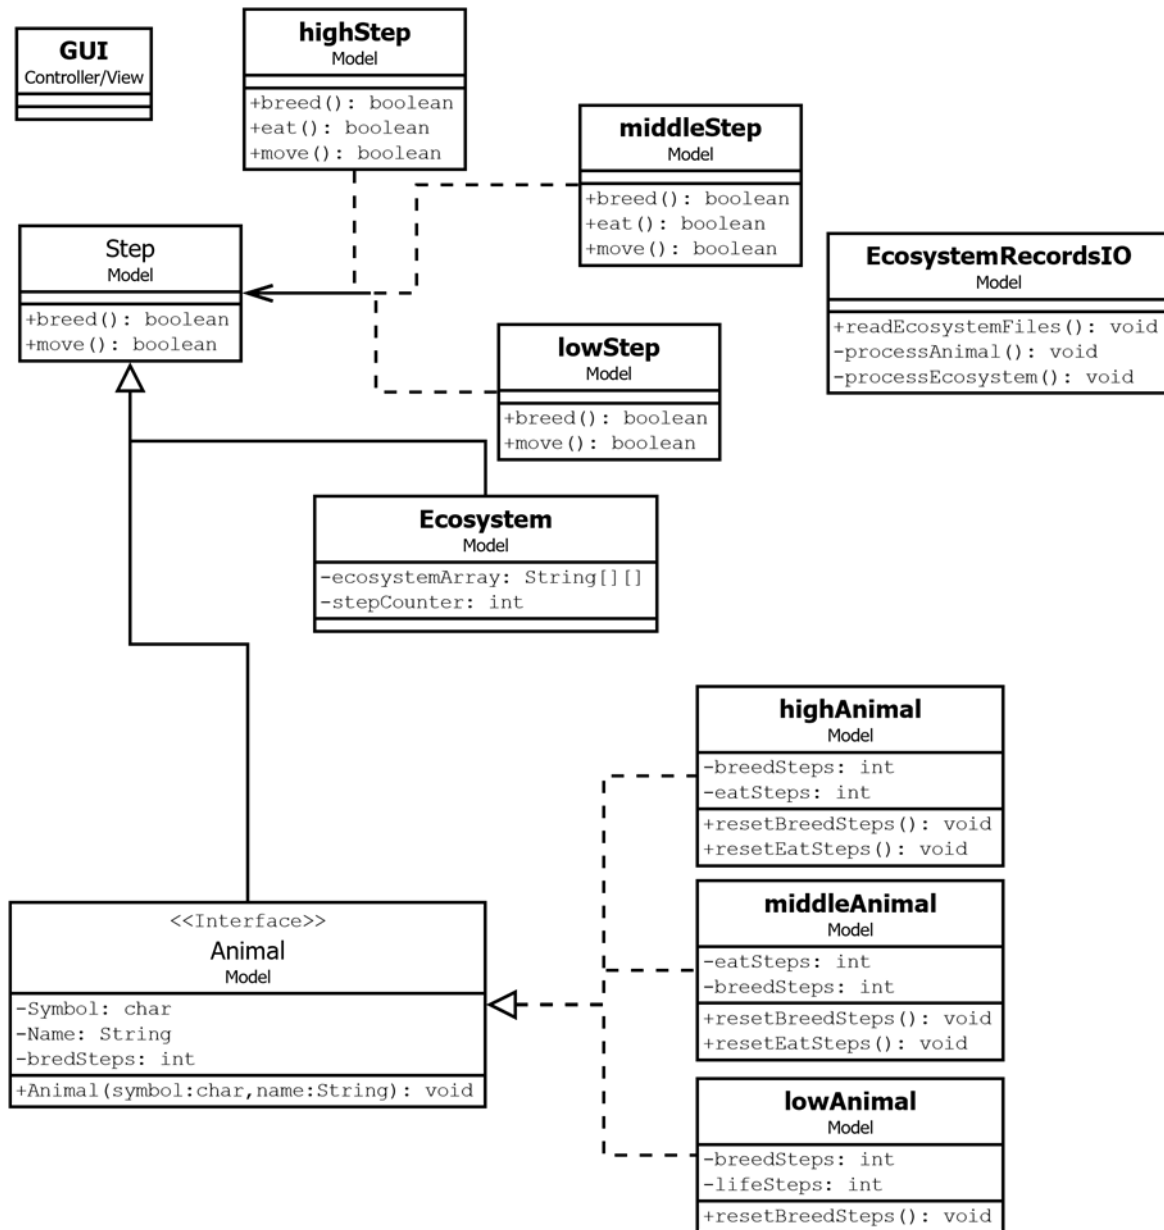 GUI
Controller/View
highStep
Model
+breed(): boolean
+eat(): boolean
+move(): boolean
middleStep
Model
+breed(): boolean
+eat(): boolean
+move(): boolean
Step
Model
+breed(): boolean
+move(): boolean
EcosystemRecordsIO
Model
+readEcosystemFiles(): void
-processAnimal(): void
-processEcosystem(): void
lowStep
Model
+breed(): boolean
+move(): boolean
Ecosystem
Model
-ecosystemArray: String[][]
-stepCounter: int
highAnimal
Model
-breedSteps: int
-eatSteps: int
+resetBreedSteps(): void
+resetEatSteps(): void
middleAnimal
Model
-eatSteps: int
-breedSteps: int
+resetBreedSteps(): void
+resetEatSteps(): void
<<Interface>>
Animal
Model
-Symbol: char
-Name: String
-bredSteps: int
+Animal(symbol:char,name:String): void
lowAnimal
Model
-breedSteps: int
-lifeSteps: int
+resetBreedSteps(): void